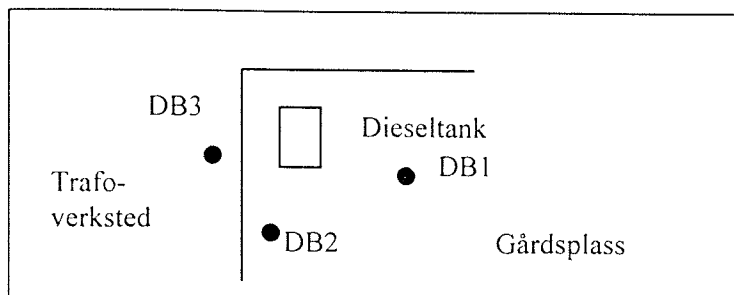 DB3
Dieseltank
DB1
Trafo-
verksted
DB2
Gårdsplass